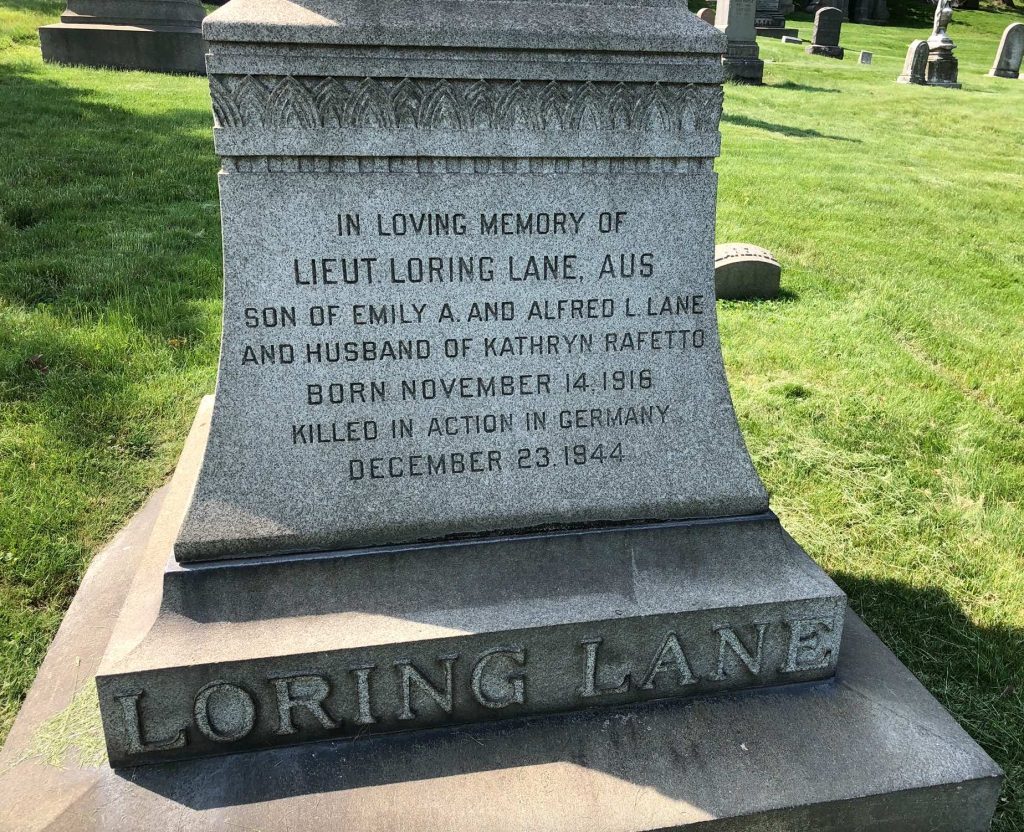 IN LOVING MEMORY OF
LIEUT. LORING LANE, AUS
SON OF EMILY A. AND ALFRED L. LANE
AND HUSBAND OF KATHRYN RAFETTO
BORN NOVEMBER 14, 1916
KILLED IN ACTION IN GERMANY
DECEMBER 23, 1944
LORING LANE